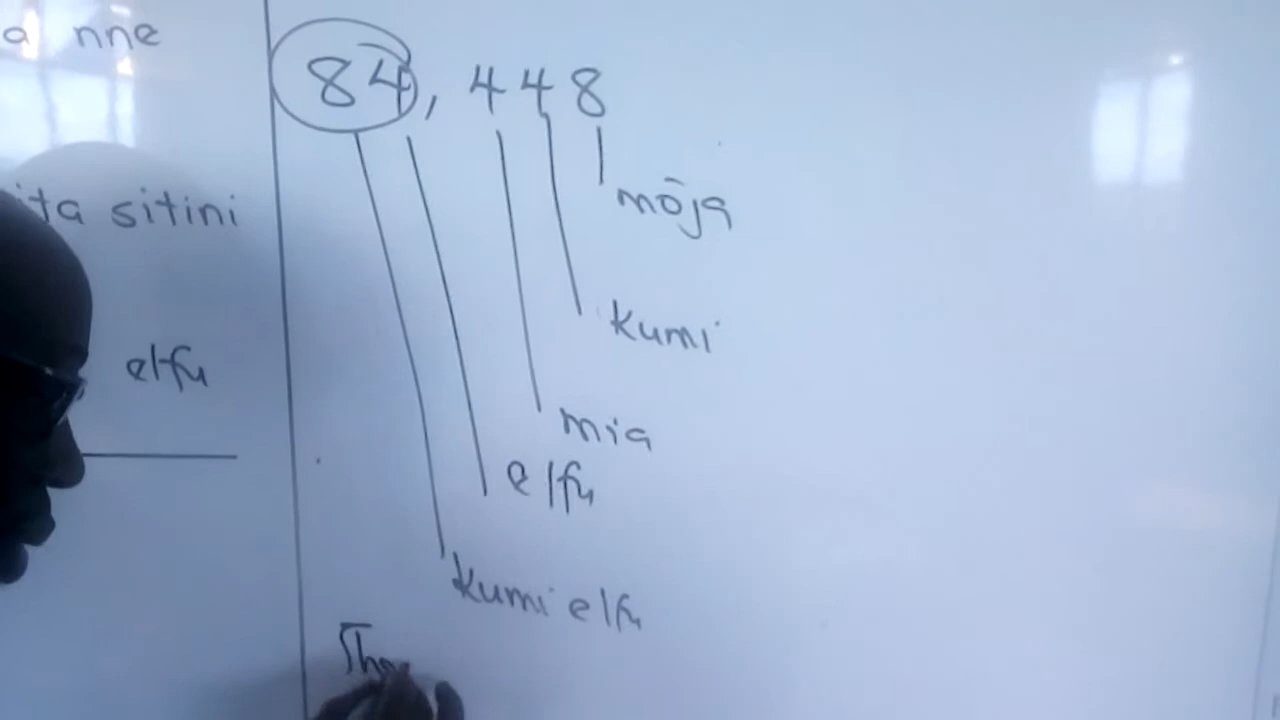 a nne
ita sitini
elfu
84,448
moja
kumi
mia
elfu
kumi elfu